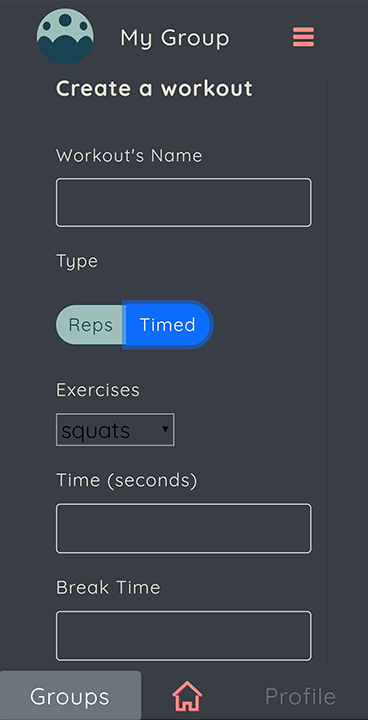 My Group
Create a workout
Workout's Name
Type
Reps Timed
Exercises
squats
Time (seconds)
Break Time
Groups Profile